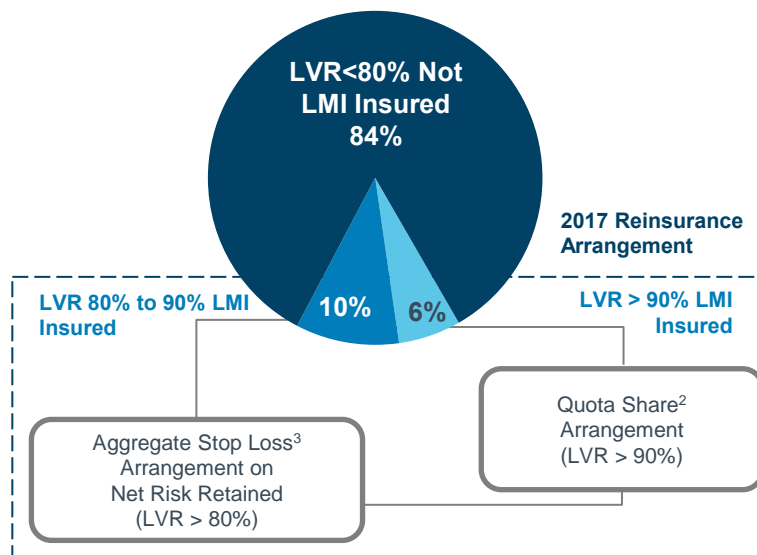 LVR<80% Not
LMI Insured
84%
2017 Reinsurance
Arrangement
LVR 80% to 90% LMI
Insured
10%
6%
LVR > 90% LMI
Insured
Aggregate Stop Loss³
Arrangement on
Net Risk Retained
(LVR > 80%)
Quota Share²
Arrangement
(LVR > 90%)